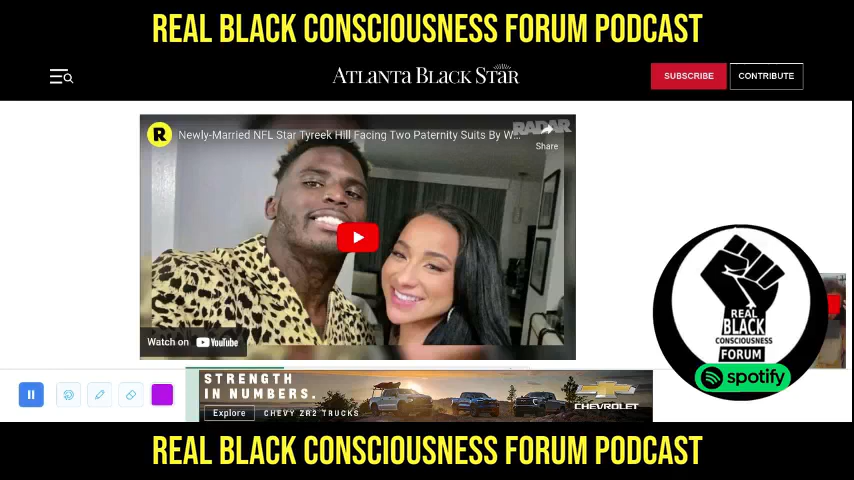 REAL BLACK CONSCIOUSNESS FORUM PODCAST
ATLANTA BLACK STAR
SUBSCRIBE
CONTRIBUTE
R
Newly-Married NFL Star Tyreek Hill Facing Two Paternity Suits By W...
RADAR
Share
Watch on YouTube
REAL
BLACK
CONSCIOUSNESS
FORUM
Spotify
STRENGTH
IN NUMBERS.
Explore
CHEVY ZR2 TRUCKS
CHEVROLET
REAL BLACK CONSCIOUSNESS FORUM PODCAST